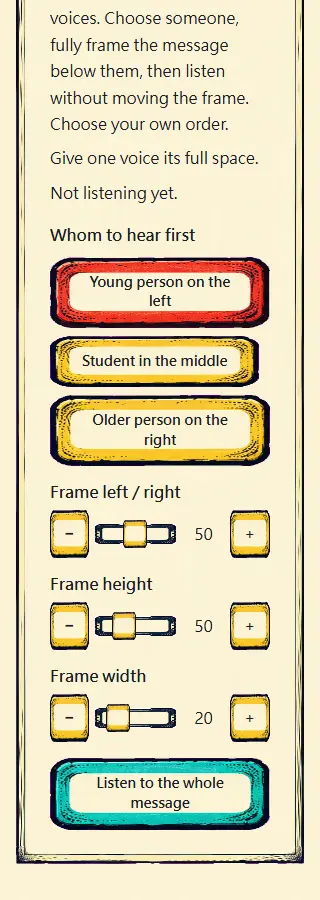 voices. Choose someone,
fully frame the message
below them, then listen
without moving the frame.
Choose your own order.
Give one voice its full space.
Not listening yet.
Whom to hear first
Young person on the
left
Student in the middle
Older person on the
right
Frame left / right
− 50 +
Frame height
− 50 +
Frame width
− 20 +
Listen to the whole
message